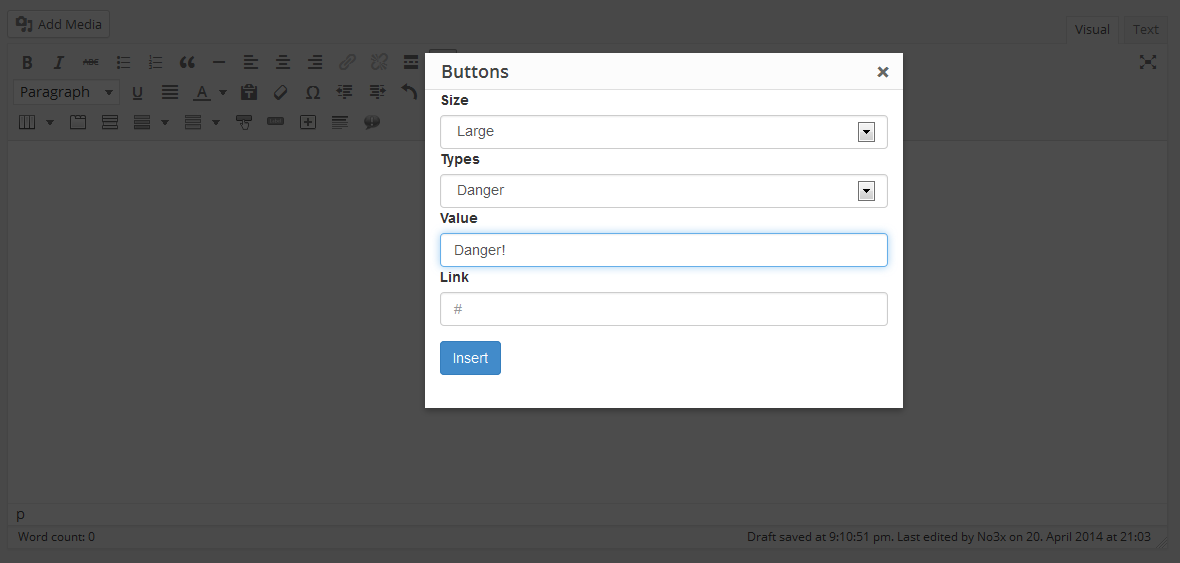 Add Media
Visual Text
Buttons ×
B I ABC
Size
Paragraph U A Ω
Large
Types
Danger
Value
Danger!
Link
#
Insert
p
Word count: 0 Draft saved at 9:10:51 pm. Last edited by No3x on 20. April 2014 at 21:03